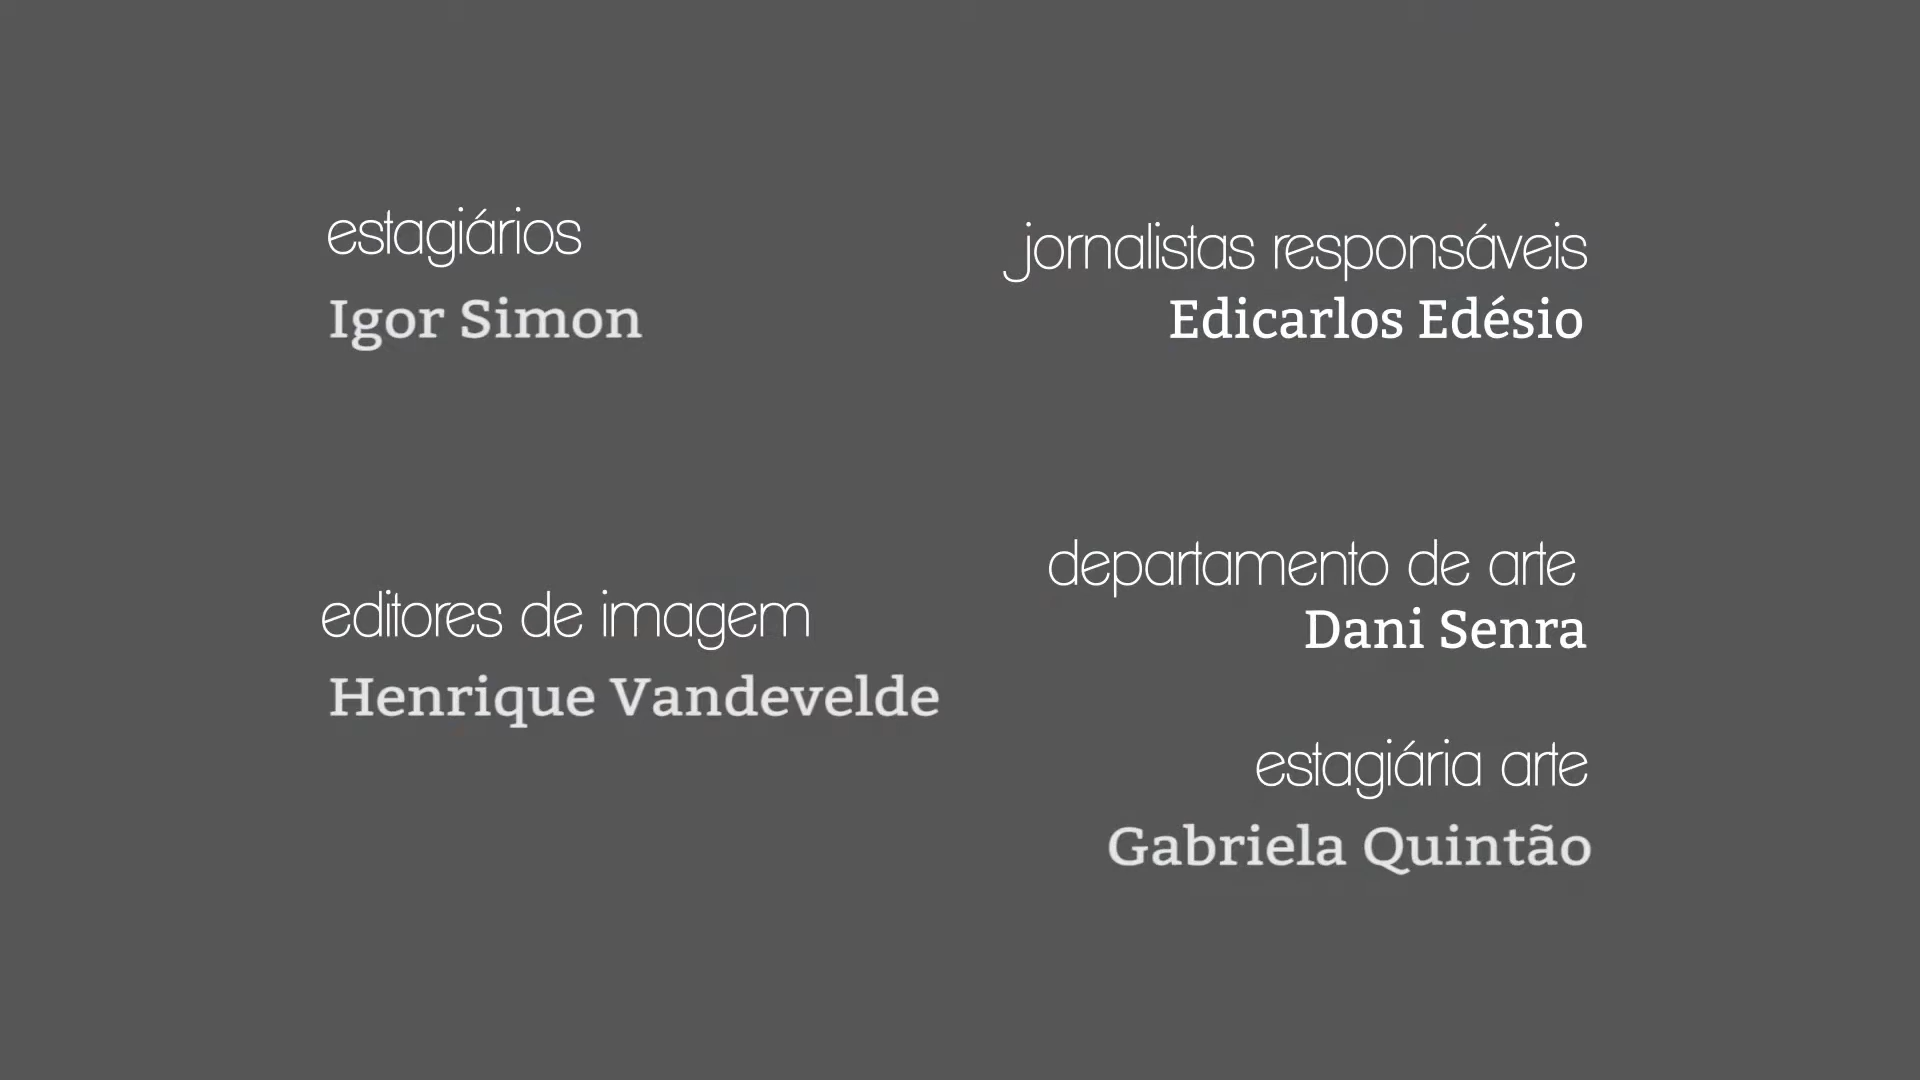 estagiários
Igor Simon
jornalistas responsáveis
Edicarlos Edésio
editores de imagem
Henrique Vandevelde
departamento de arte
Dani Senra
estagiária arte
Gabriela Quintão